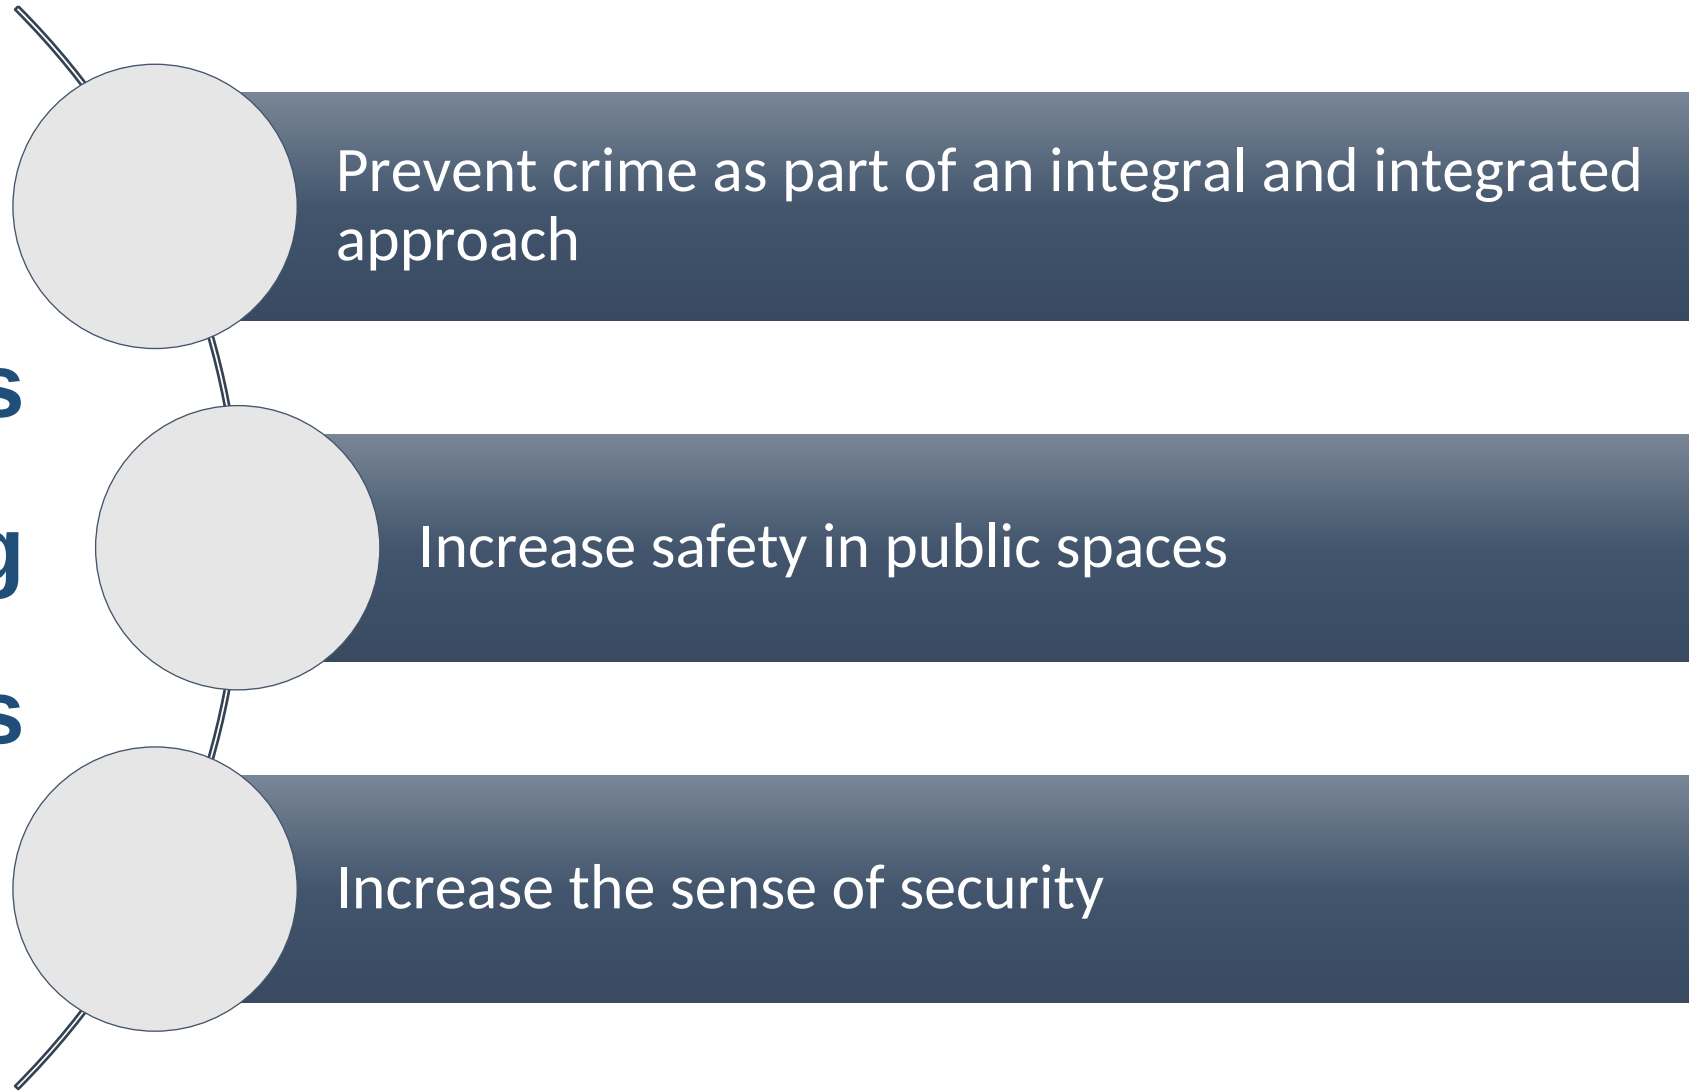 Prevent crime as part of an integral and integrated
approach
Increase safety in public spaces
Increase the sense of security